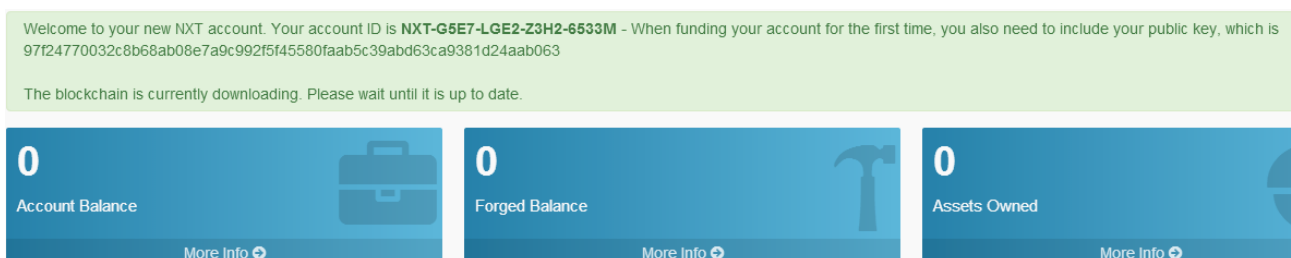 Welcome to your new NXT account. Your account ID is NXT-G5E7-LGE2-Z3H2-6533M - When funding your account for the first time, you also need to include your public key, which is
97f24770032c8b68ab08e7a9c992f5f45580faab5c39abd63ca9381d24aab063
The blockchain is currently downloading. Please wait until it is up to date.
0 0 0
Account Balance Forged Balance Assets Owned
More Info More Info More Info